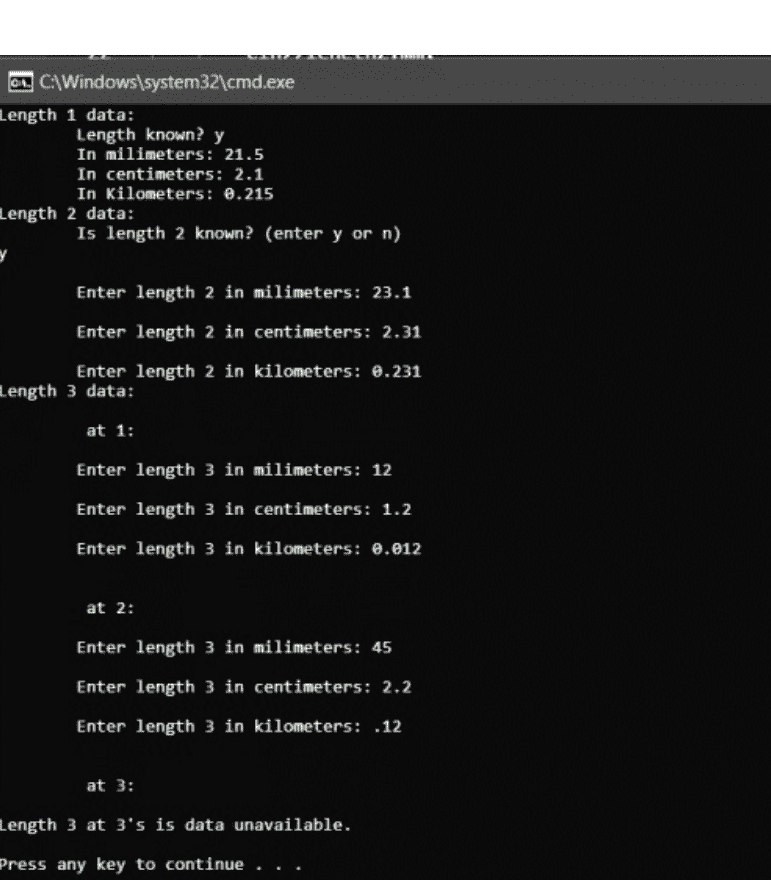 C:\Windows\system32\cmd.exe
Length 1 data:
Length known? y
In milimeters: 21.5
In centimeters: 2.1
In Kilometers: 0.215
Length 2 data:
Is length 2 known? (enter y or n)
y
Enter length 2 in milimeters: 23.1
Enter length 2 in centimeters: 2.31
Enter length 2 in kilometers: 0.231
Length 3 data:
at 1:
Enter length 3 in milimeters: 12
Enter length 3 in centimeters: 1.2
Enter length 3 in kilometers: 0.012
at 2:
Enter length 3 in milimeters: 45
Enter length 3 in centimeters: 2.2
Enter length 3 in kilometers: .12
at 3:
Length 3 at 3's is data unavailable.
Press any key to continue . . .